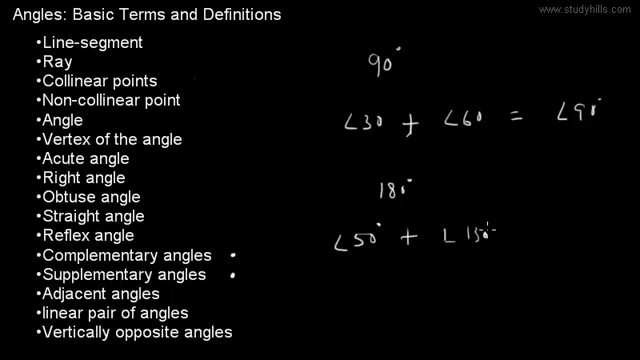 Angles: Basic Terms and Definitions
www.studyhills.com
•Line-segment
•Ray
•Collinear points
•Non-collinear point
•Angle
•Vertex of the angle
•Acute angle
•Right angle
•Obtuse angle
•Straight angle
•Reflex angle
•Complementary angles
•Supplementary angles
•Adjacent angles
•linear pair of angles
•Vertically opposite angles
90°
∠30 + ∠60 = ∠90°
180°
∠50° + ∠130